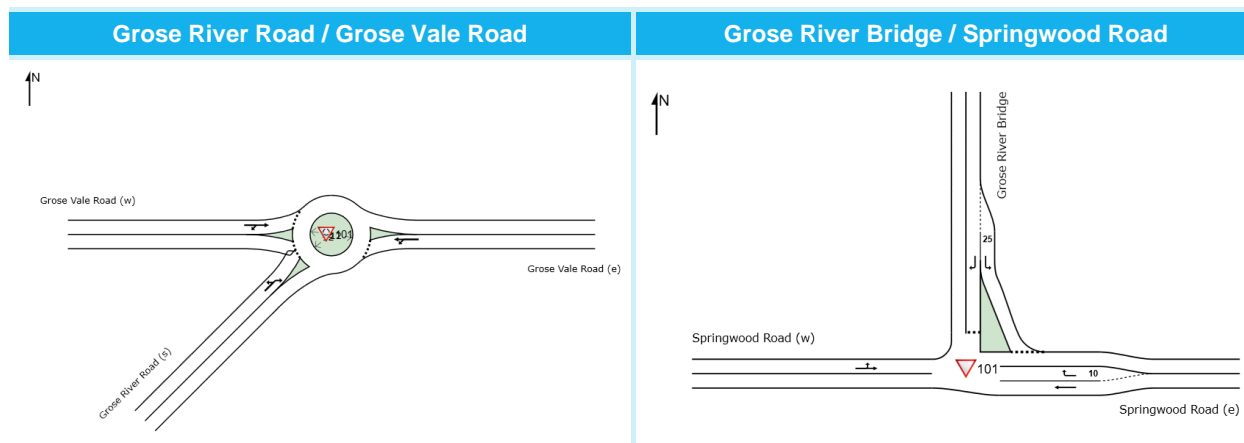 Grose River Road / Grose Vale Road
Grose River Bridge / Springwood Road
N
Grose Vale Road (w)
101
Grose Vale Road (e)
Grose River Road (s)
N
Grose River Bridge
25
Springwood Road (w)
101
10
Springwood Road (e)